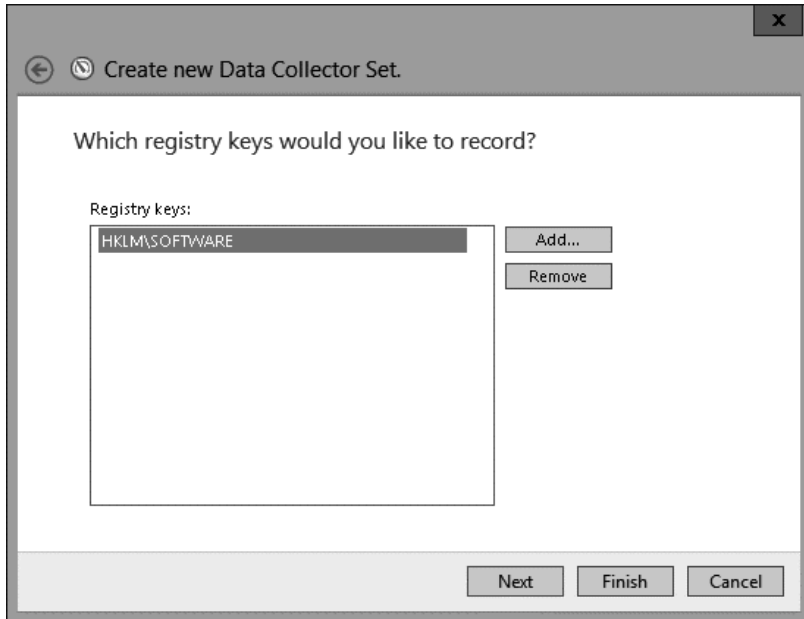 x
Create new Data Collector Set.
Which registry keys would you like to record?
Registry keys:
HKLM\SOFTWARE
Add...
Remove
Next
Finish
Cancel